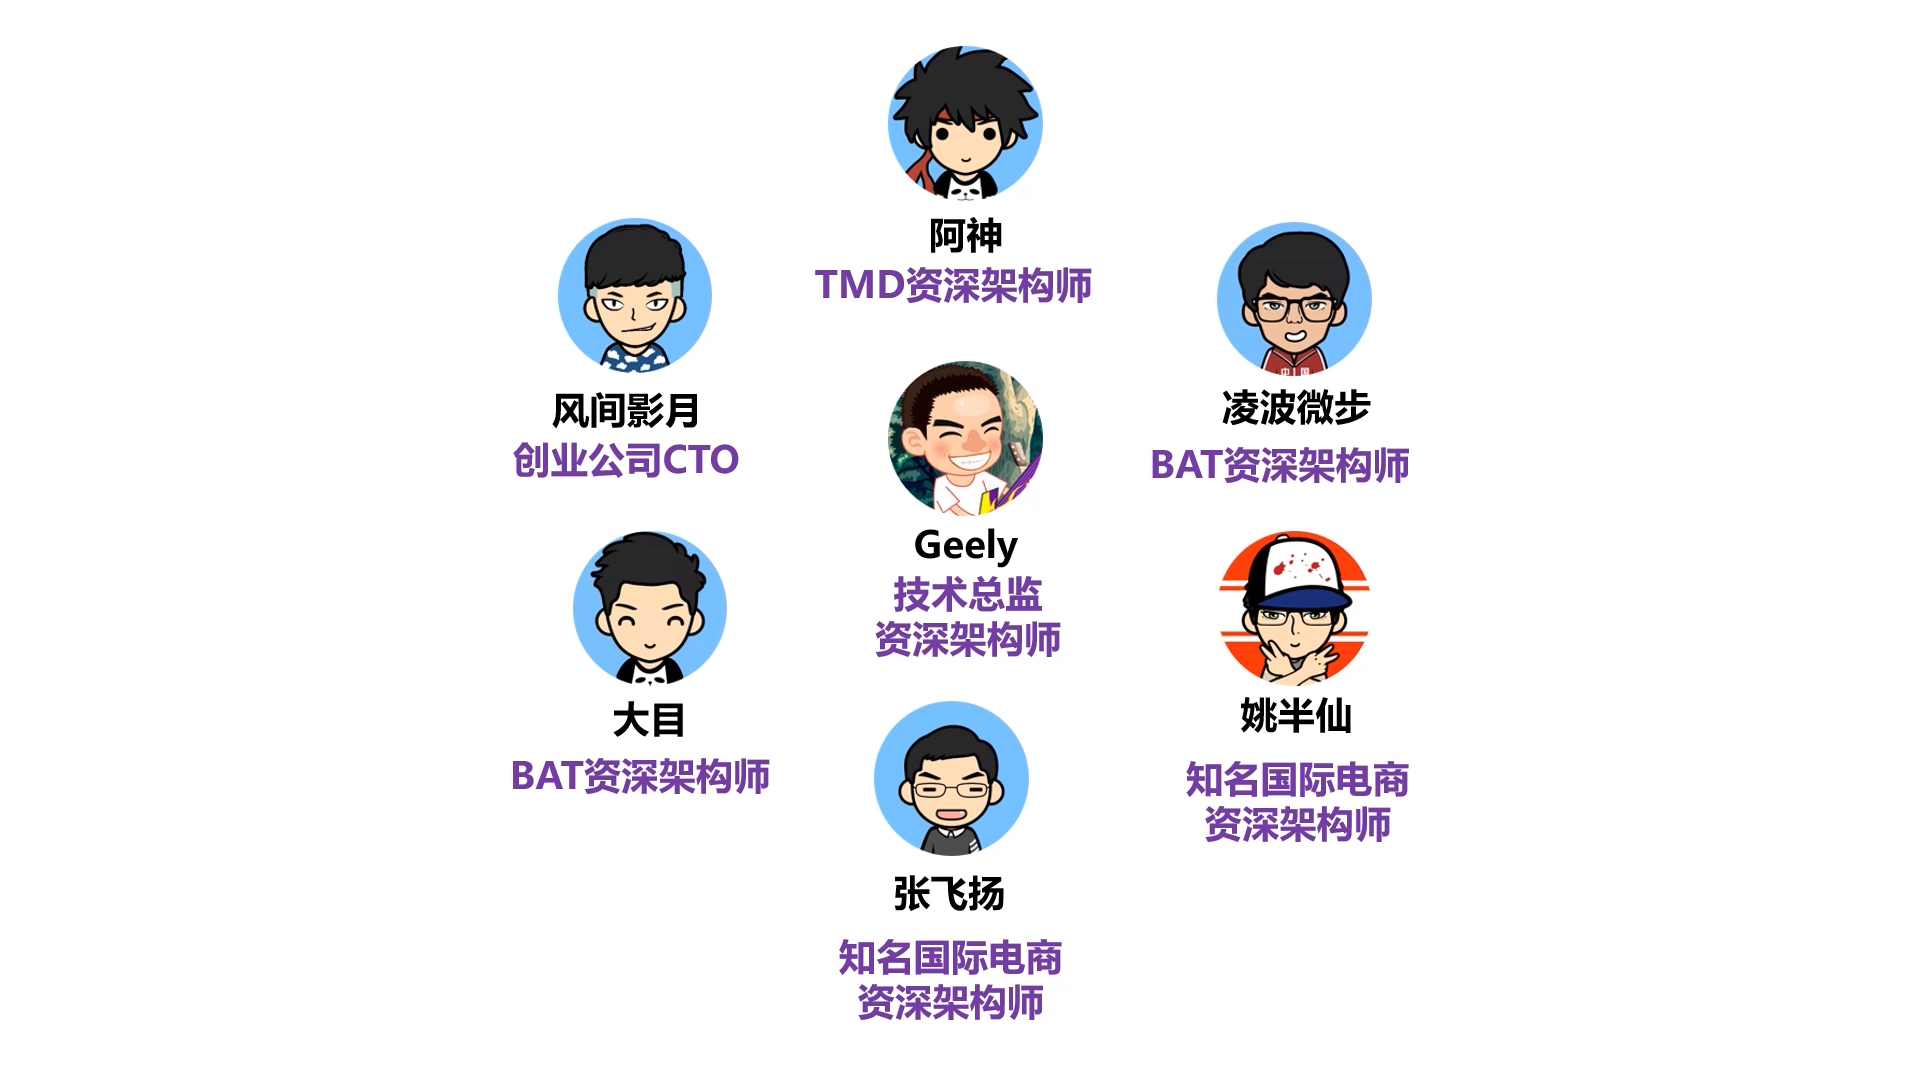 阿神
TMD资深架构师
风间影月
创业公司CTO
凌波微步
BAT资深架构师
中国
Geely
技术总监
资深架构师
大目
BAT资深架构师
姚半仙
知名国际电商
资深架构师
张飞扬
知名国际电商
资深架构师